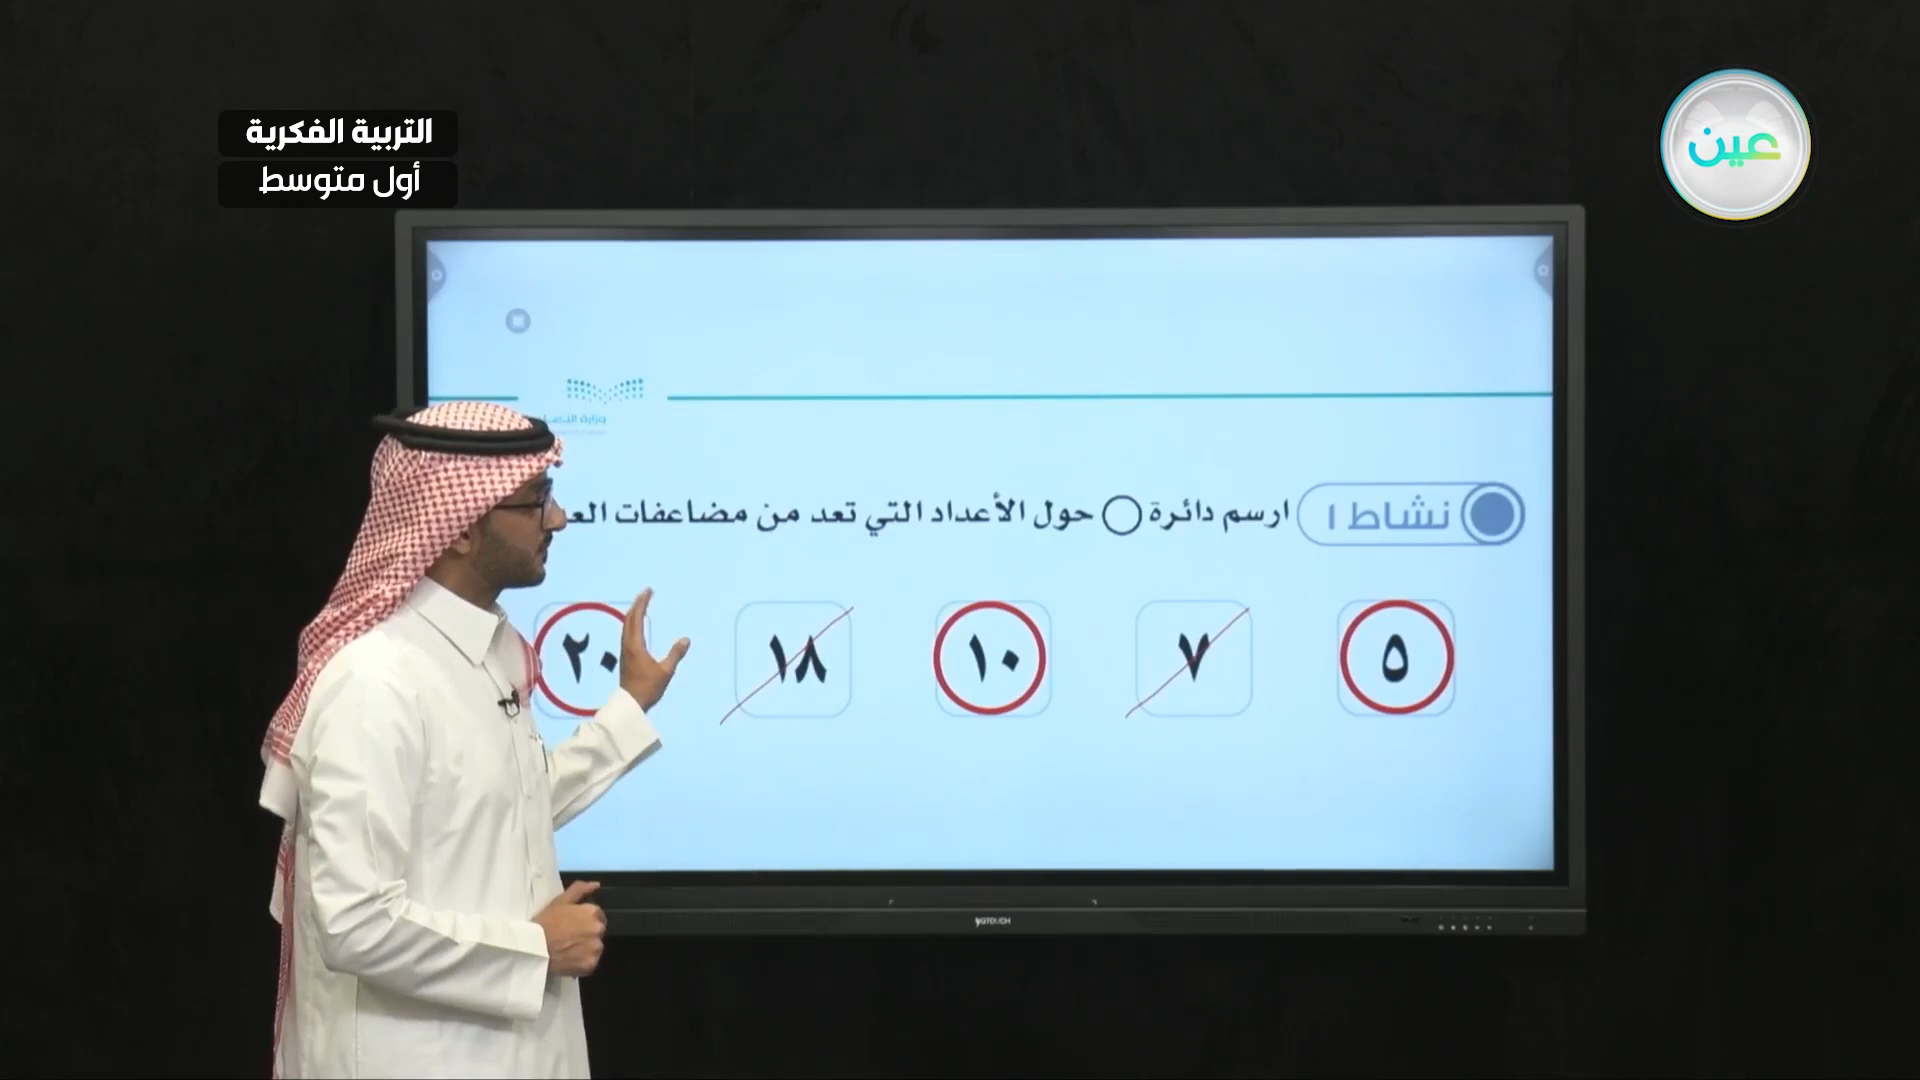 التربية الفكرية
أول متوسط
عين
نشاط ١ ارسم دائرة حول الأعداد التي تعد من مضاعفات
٥ ٧ ١٠ ١٨ ٢٠